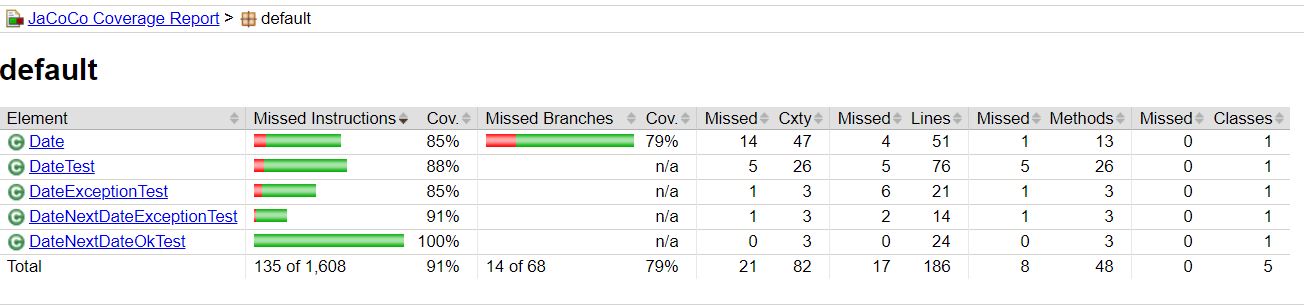 JaCoCo Coverage Report > default
default
Element Missed Instructions Cov. Missed Branches Cov. Missed Cxty Missed Lines Missed Methods Missed Classes
Date 85% 79% 14 47 4 51 1 13 0 1
DateTest 88% n/a 5 26 5 76 5 26 0 1
DateExceptionTest 85% n/a 1 3 6 21 1 3 0 1
DateNextDateExceptionTest 91% n/a 1 3 2 14 1 3 0 1
DateNextDateOkTest 100% n/a 0 3 0 24 0 3 0 1
Total 135 of 1,608 91% 14 of 68 79% 21 82 17 186 8 48 0 5